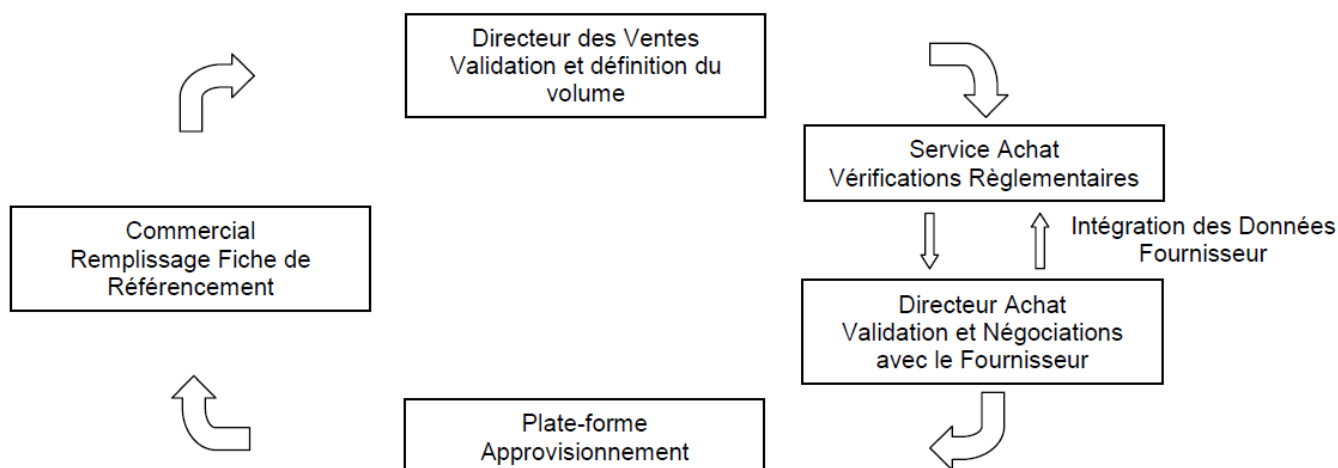 Directeur des Ventes
Validation et définition du
volume
Service Achat
Vérifications Règlementaires
Intégration des Données
Fournisseur
Directeur Achat
Validation et Négociations
avec le Fournisseur
Plate-forme
Approvisionnement
Commercial
Remplissage Fiche de
Référencement